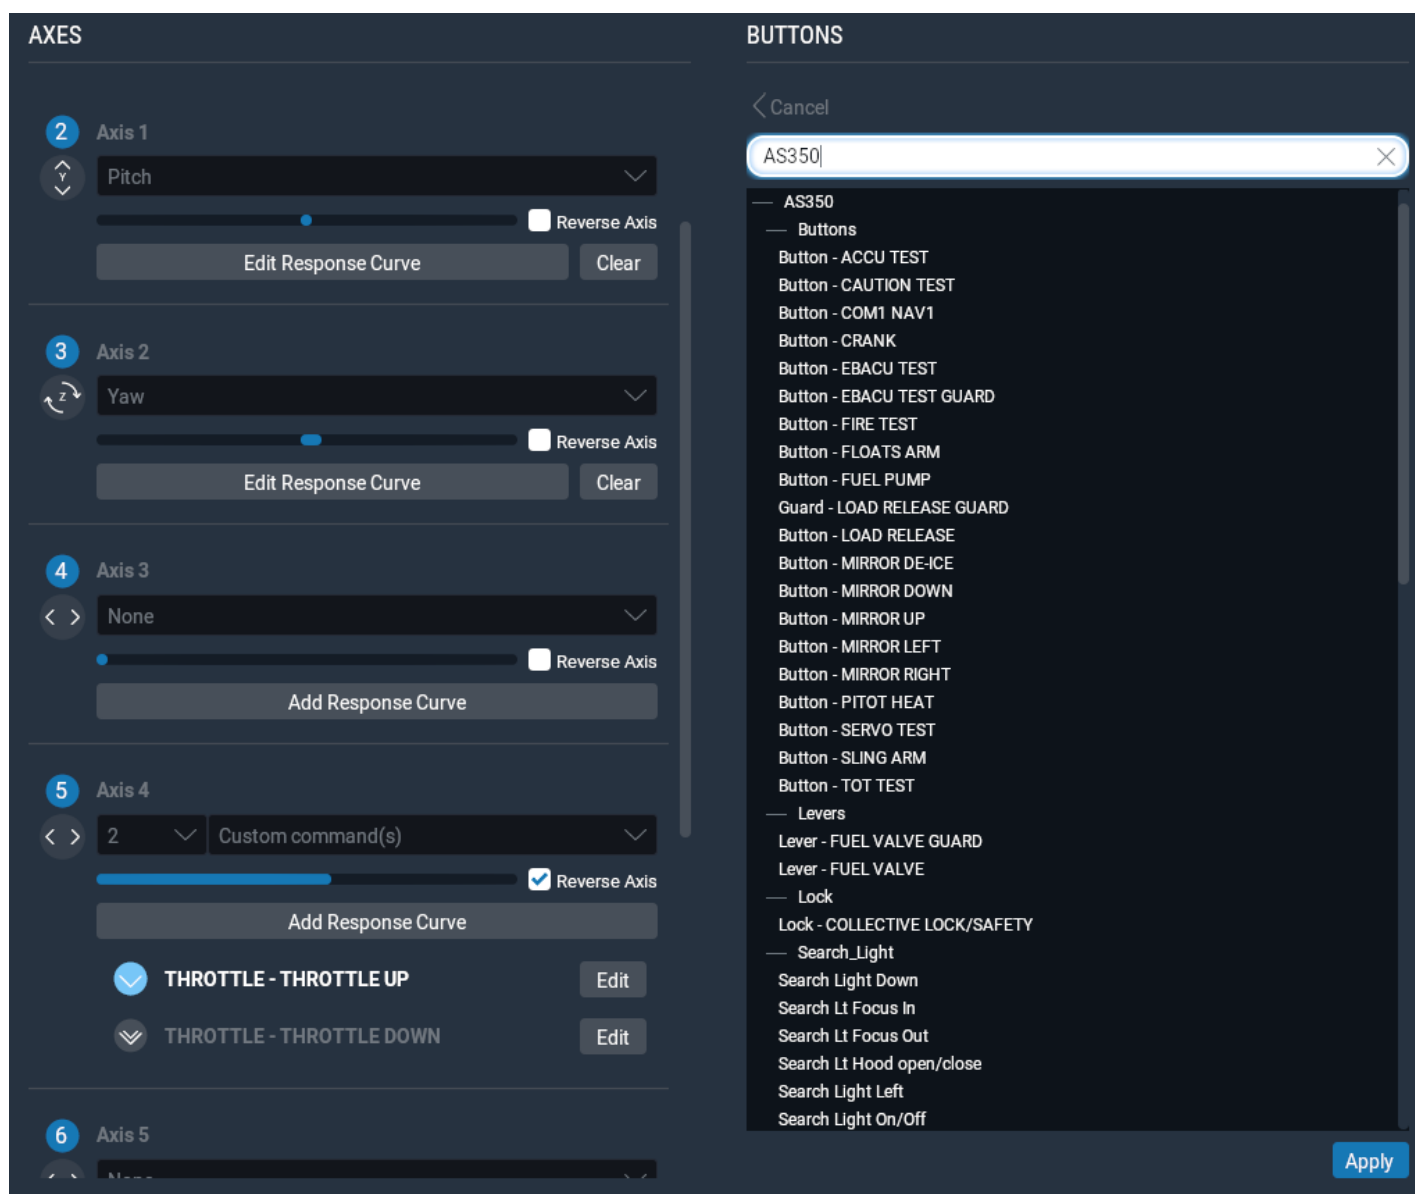 AXES
2 Axis 1
Y Pitch
Reverse Axis
Edit Response Curve Clear
3 Axis 2
Z Yaw
Reverse Axis
Edit Response Curve Clear
4 Axis 3
None
Reverse Axis
Add Response Curve
5 Axis 4
2 Custom command(s)
Reverse Axis
Add Response Curve
THROTTLE - THROTTLE UP Edit
THROTTLE - THROTTLE DOWN Edit
6 Axis 5
None
BUTTONS
Cancel
AS350
AS350
Buttons
Button - ACCU TEST
Button - CAUTION TEST
Button - COM1 NAV1
Button - CRANK
Button - EBACU TEST
Button - EBACU TEST GUARD
Button - FIRE TEST
Button - FLOATS ARM
Button - FUEL PUMP
Guard - LOAD RELEASE GUARD
Button - LOAD RELEASE
Button - MIRROR DE-ICE
Button - MIRROR DOWN
Button - MIRROR UP
Button - MIRROR LEFT
Button - MIRROR RIGHT
Button - PITOT HEAT
Button - SERVO TEST
Button - SLING ARM
Button - TOT TEST
Levers
Lever - FUEL VALVE GUARD
Lever - FUEL VALVE
Lock
Lock - COLLECTIVE LOCK/SAFETY
Search_Light
Search Light Down
Search Lt Focus In
Search Lt Focus Out
Search Lt Hood open/close
Search Light Left
Search Light On/Off
Apply